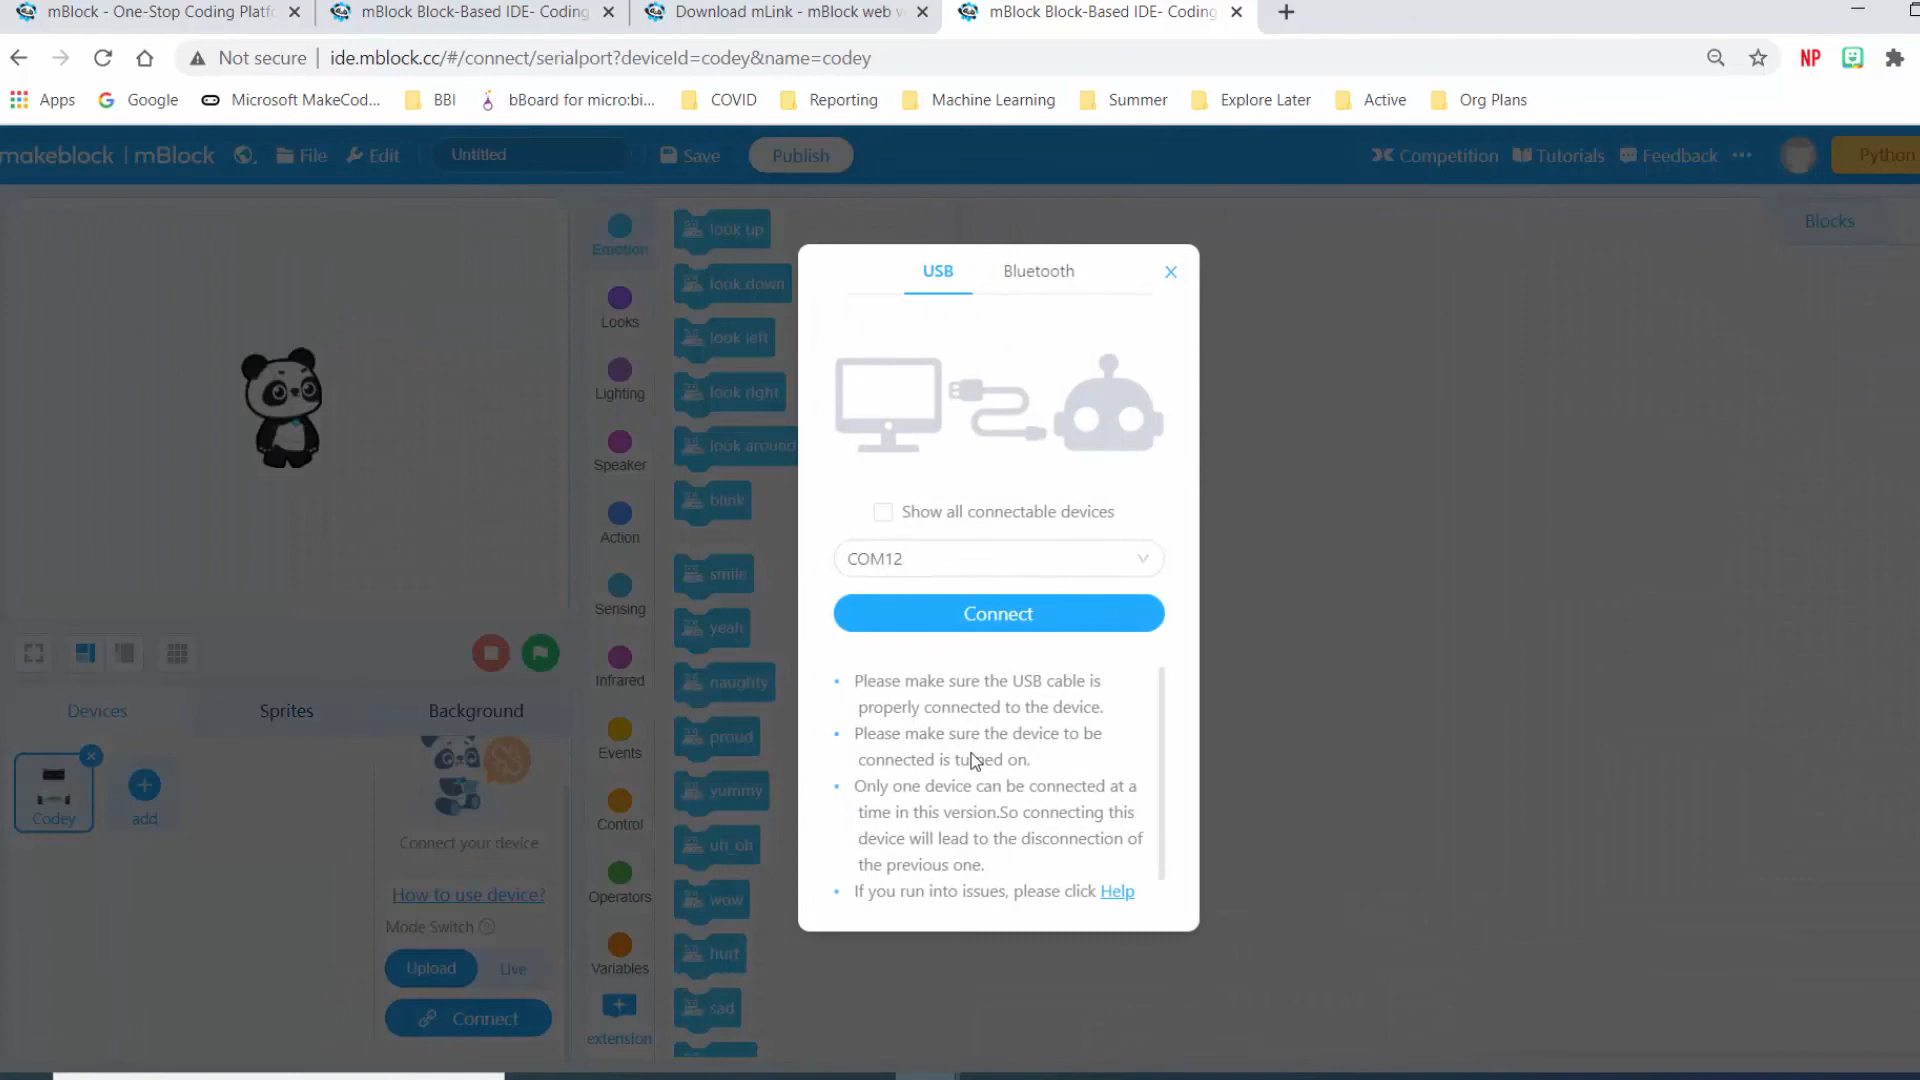 mBlock - One-Stop Coding Platfo
mBlock Block-Based IDE- Coding
Download mLink - mBlock web v
mBlock Block-Based IDE- Coding
Not secure
ide.mblock.cc/#/connect/serialport?deviceId=codey&name=codey
NP
Apps
Google
Microsoft MakeCod...
BBI
bBoard for micro:bi...
COVID
Reporting
Machine Learning
Summer
Explore Later
Active
Org Plans
makeblock | mBlock
File
Edit
Untitled
Save
Publish
Competition
Tutorials
Feedback
Python
Blocks
Emotion
Looks
Lighting
Speaker
Action
Sensing
Infrared
Events
Control
Operators
Variables
extension
look up
look down
look left
look right
look around
blink
smile
yeah
naughty
proud
yummy
uh_oh
wow
hurt
sad
USB
Bluetooth
Show all connectable devices
COM12
Connect
Please make sure the USB cable is
properly connected to the device.
Please make sure the device to be
connected is turned on.
Only one device can be connected at a
time in this version.So connecting this
device will lead to the disconnection of
the previous one.
If you run into issues, please click Help
Devices
Sprites
Background
Codey
add
Connect your device
How to use device?
Mode Switch
Upload
Live
Connect